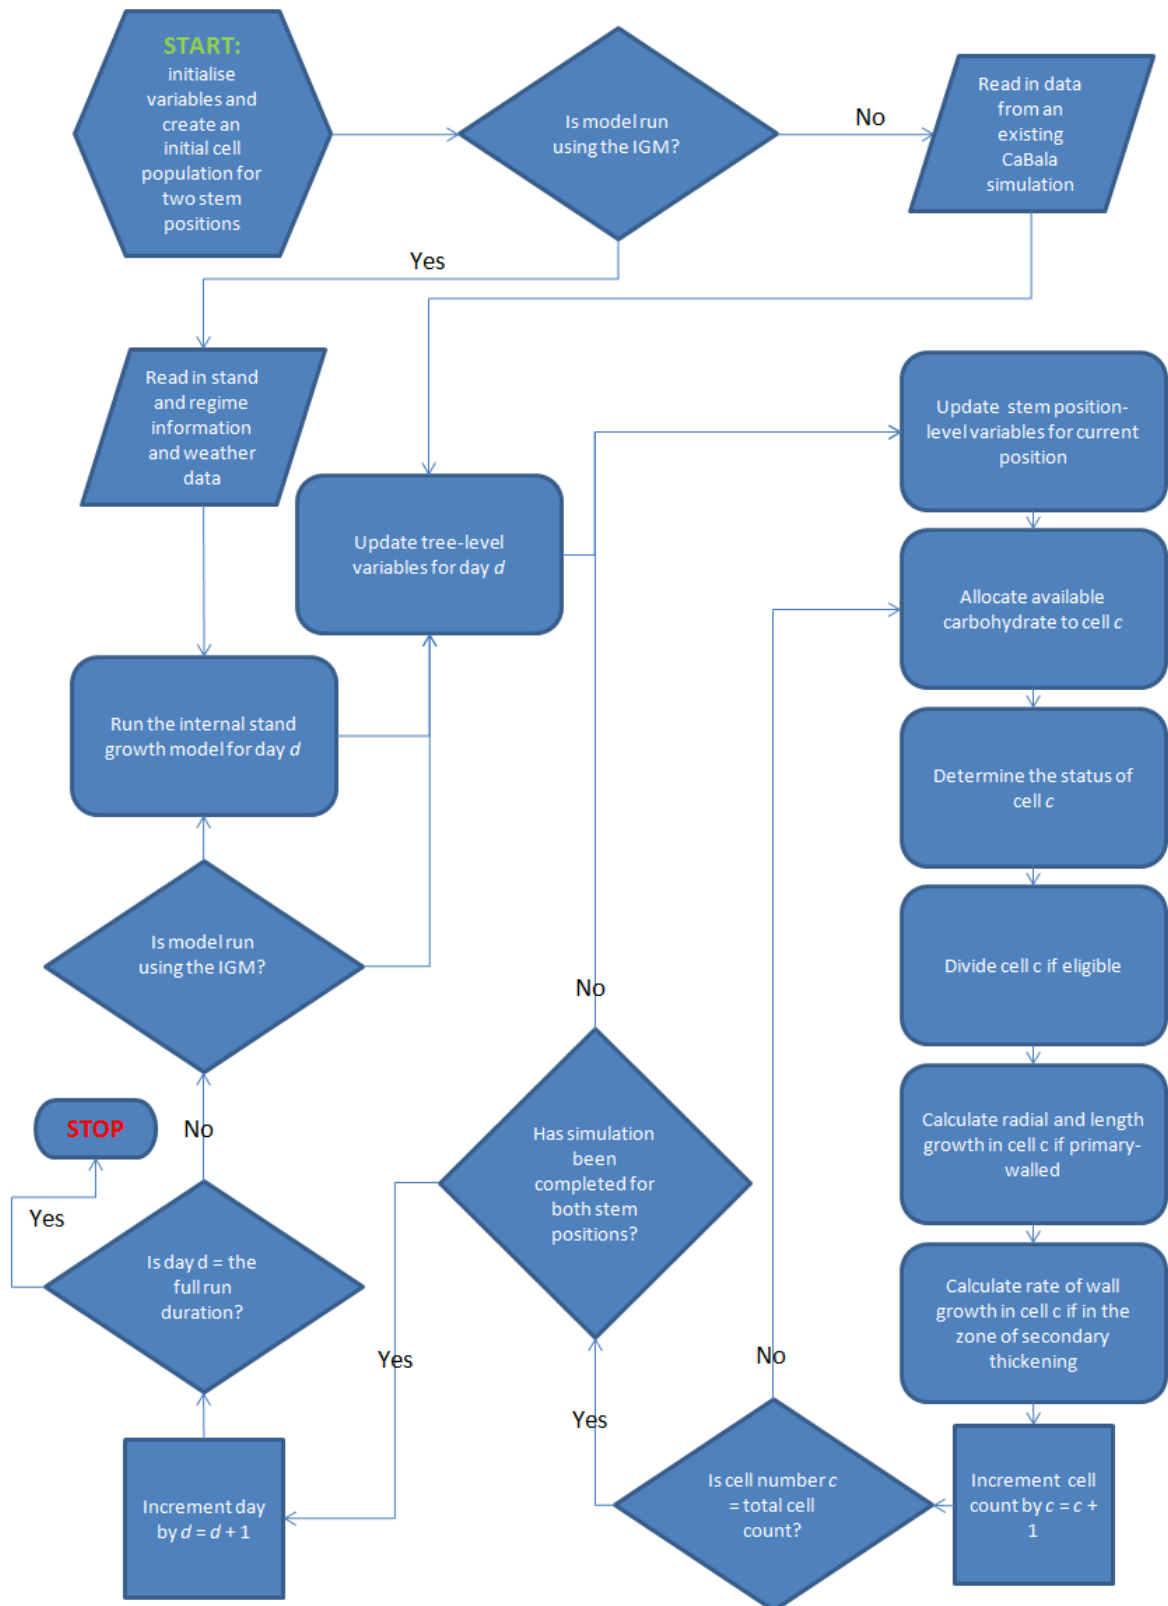 START:
initialise
variables and
create an
initial cell
population for
two stem
positions
Is model run
using the IGM?
No
Read in data
from an
existing
CaBala
simulation
Yes
Read in stand
and regime
information
and weather
data
Update tree-level
variables for day d
Update stem position-
level variables for current
position
Allocate available
carbohydrate to cell c
Run the internal stand
growth model for day d
Determine the status of
cell c
Is model run
using the IGM?
Divide cell c if eligible
No
Has simulation
been
completed for
both stem
positions?
Calculate radial and length
growth in cell c if primary-
walled
STOP
No
Yes
Is day d = the
full run
duration?
Calculate rate of wall
growth in cell c if in the
zone of secondary
thickening
Yes
No
Yes
Is cell number c
= total cell
count?
Increment cell
count by c = c +
1
Increment day
by d = d + 1